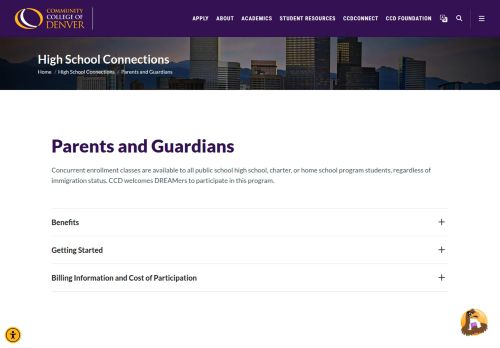 COMMUNITY
COLLEGE OF
DENVER
APPLY ABOUT ACADEMICS STUDENT RESOURCES CCDCONNECT CCD FOUNDATION
High School Connections
Home / High School Connections / Parents and Guardians
Parents and Guardians
Concurrent enrollment classes are available to all public school high school, charter, or home school program students, regardless of
immigration status. CCD welcomes DREAMers to participate in this program.
Benefits
Getting Started
Billing Information and Cost of Participation